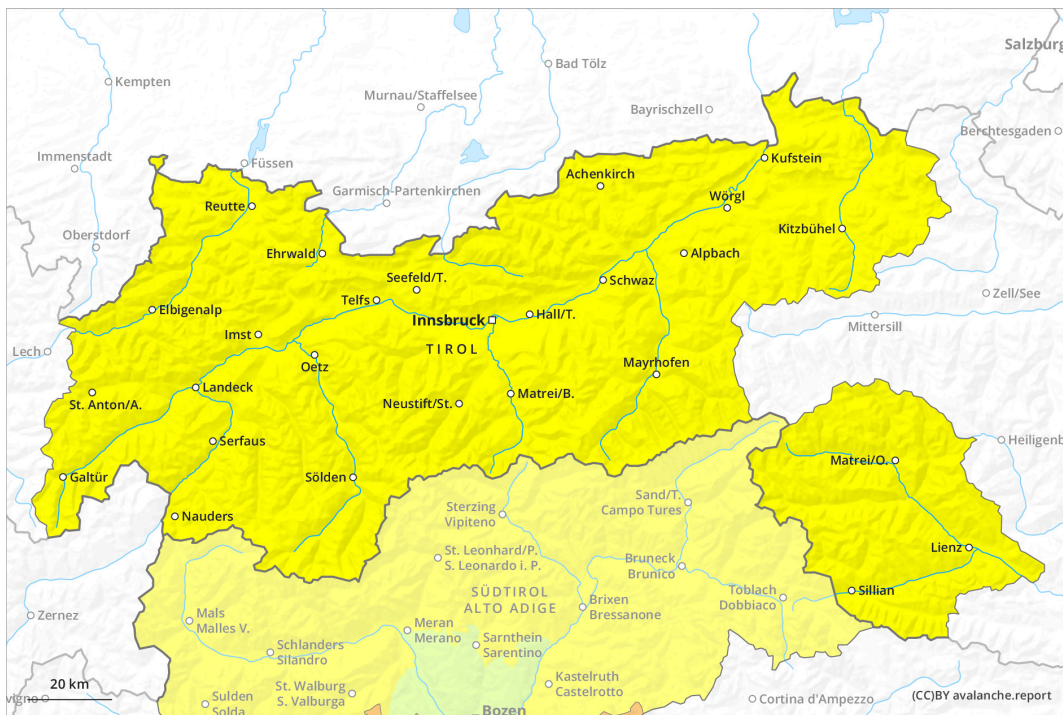 Salzburg
Kempten
Bad Tölz
Murnau/Staffelsee
Bayrischzell
Berchtesgaden
Immenstadt
Füssen
Kufstein
Achenkirch
Garmisch-Partenkirchen
Reutte
Wörgl
Oberstdorf
Kitzbühel
Ehrwald
Alpbach
Seefeld/T.
Schwaz
Zell/See
Telfs
Elbigenalp
Hall/T.
Innsbruck
Mittersill
Imst
TIROL
Lech
Oetz
Mayrhofen
Landeck
St. Anton/A.
Neustift/St.
Matrei/B.
Serfaus
Heiligenb
Matrei/O.
Galtür
Sölden
Sand/T.
Campo Tures
Sterzing
Vipiteno
Nauders
Lienz
St. Leonhard/P.
S. Leonardo i. P.
Bruneck
Brunico
SÜDTIROL
ALTO ADIGE
Toblach
Dobbiaco
Sillian
Brixen
Bressanone
Zernez
Mals
Malles V.
Meran
Merano
Sarnthein
Sarentino
Schlanders
Silandro
Kastelruth
Castelrotto
20 km
St. Walburg
S. Valburga
vigno
Sulden
Solda
Cortina d'Ampezzo
(CC)BY avalanche.report
Bozen